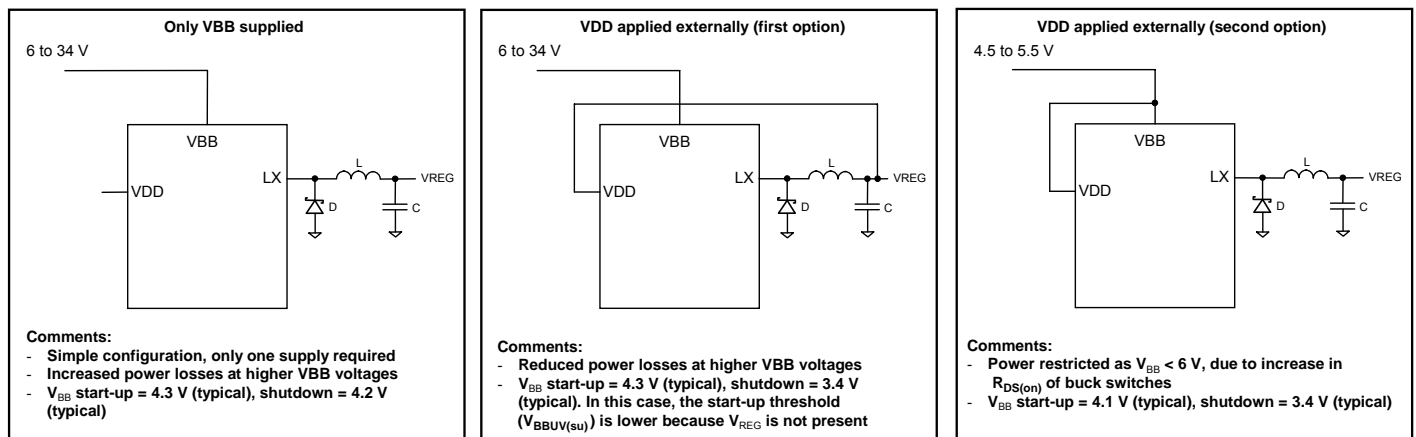 Only VBB supplied
6 to 34 V
VBB
VDD
LX
L
VREG
D
C
Comments:
- Simple configuration, only one supply required
- Increased power losses at higher VBB voltages
- VBB start-up = 4.3 V (typical), shutdown = 4.2 V
(typical)
VDD applied externally (first option)
6 to 34 V
VBB
VDD
LX
L
VREG
D
C
Comments:
- Reduced power losses at higher VBB voltages
- VBB start-up = 4.3 V (typical), shutdown = 3.4 V
(typical). In this case, the start-up threshold
(VBBUV(su)) is lower because VREG is not present
VDD applied externally (second option)
4.5 to 5.5 V
VBB
VDD
LX
L
VREG
D
C
Comments:
- Power restricted as VBB < 6 V, due to increase in
RDS(on) of buck switches
- VBB start-up = 4.1 V (typical), shutdown = 3.4 V (typical)